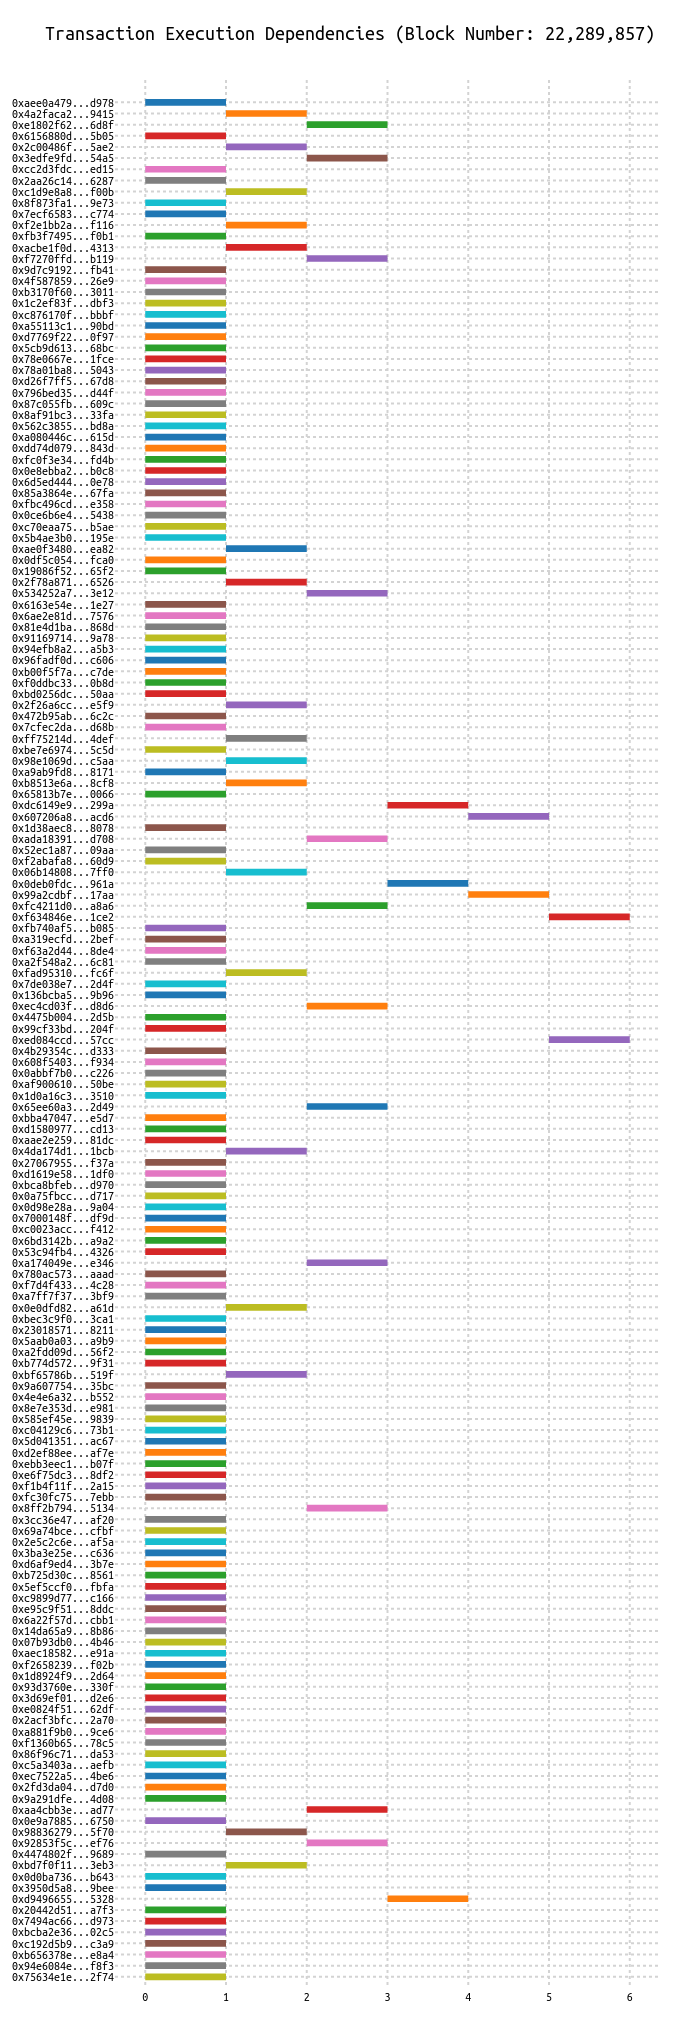 Transaction Execution Dependencies (Block Number: 22,289,857)
0xaee0a479...d978
0x4a2faca2...9415
0xe1802f62...6d8f
0x6156880d...5b05
0x2c00486f...5ae2
0x3edfe9fd...54a5
0xcc2d3fdc...ed15
0x2aa26c14...6287
0xc1d9e8a8...f00b
0x8f873fa1...9e73
0x7ecf6583...c774
0xf2e1bb2a...f116
0xfb3f7495...f0b1
0xacbe1f0d...4313
0xf7270ffd...b119
0x9d7c9192...fb41
0x4f587859...26e9
0xb3170f60...3011
0x1c2ef83f...dbf3
0xc876170f...bbbf
0xa55113c1...90bd
0xd7769f22...0f97
0x5cb9d613...68bc
0x78e0667e...1fce
0x78a01ba8...5043
0xd26f7ff5...67d8
0x796bed35...d44f
0x87c055fb...609c
0x8af91bc3...33fa
0x562c3855...bd8a
0xa080446c...615d
0xdd74d079...843d
0xfc0f3e34...fd4b
0x0e8ebba2...b0c8
0x6d5ed444...0e78
0x85a3864e...67fa
0xfbc496cd...e358
0x0ce6b6e4...5438
0xc70eaa75...b5ae
0x5b4ae3b0...195e
0xae0f3480...ea82
0x0df5c054...fca0
0x19086f52...65f2
0x2f78a871...6526
0x534252a7...3e12
0x6163e54e...1e27
0x6ae2e81d...7576
0x81e4d1ba...868d
0x91169714...9a78
0x94efb8a2...a5b3
0x96fadf0d...c606
0xb00f5f7a...c7de
0xf0ddbc33...0b8d
0xbd0256dc...50aa
0x2f26a6cc...e5f9
0x472b95ab...6c2c
0x7cfec2da...d68b
0xff75214d...4def
0xbe7e6974...5c5d
0x98e1069d...c5aa
0xa9ab9fd8...8171
0xb8513e6a...8cf8
0x65813b7e...0066
0xdc6149e9...299a
0x607206a8...acd6
0x1d38aec8...8078
0xada18391...d708
0x52ec1a87...09aa
0xf2abafa8...60d9
0x06b14808...7ff0
0x0deb0fdc...961a
0x99a2cdbf...17aa
0xfc4211d0...a8a6
0xf634846e...1ce2
0xfb740af5...b085
0xa319ecfd...2bef
0xf63a2d44...8de4
0xa2f548a2...6c81
0xfad95310...fc6f
0x7de038e7...2d4f
0x136bcba5...9b96
0xec4cd03f...d8d6
0x4475b004...2d5b
0x99cf33bd...204f
0xed084ccd...57cc
0x4b29354c...d333
0x608f5403...f934
0x0abbf7b0...c226
0xaf900610...50be
0x1d0a16c3...3510
0x65ee60a3...2d49
0xbba47047...e5d7
0xd1580977...cd13
0xaae2e259...81dc
0x4da174d1...1bcb
0x27067955...f37a
0xd1619e58...1df0
0xbca8bfeb...d970
0x0a75fbcc...d717
0x0d98e28a...9a04
0x7000148f...df9d
0xc0023acc...f412
0x6bd3142b...a9a2
0x53c94fb4...4326
0xa174049e...e346
0x780ac573...aaad
0xf7d4f433...4c28
0xa7ff7f37...3bf9
0x0e0dfd82...a61d
0xbec3c9f0...3ca1
0x23018571...8211
0x5aab0a03...a9b9
0xa2fdd09d...56f2
0xb774d572...9f31
0xbf65786b...519f
0x9a607754...35bc
0x4e4e6a32...b552
0x8e7e353d...e981
0x585ef45e...9839
0xc04129c6...73b1
0x5d041351...ac67
0xd2ef88ee...af7e
0xebb3eec1...b07f
0xe6f75dc3...8df2
0xf1b4f11f...2a15
0xfc30fc75...7ebb
0x8ff2b794...5134
0x3cc36e47...af20
0x69a74bce...cfbf
0x2e5c2c6e...af5a
0x3ba3e25e...c636
0xd6af9ed4...3b7e
0xb725d30c...8561
0x5ef5ccf0...fbfa
0xc9899d77...c166
0xe95c9f51...8ddc
0x6a22f57d...cbb1
0x14da65a9...8b86
0x07b93db0...4b46
0xaec18582...e91a
0xf2658239...f02b
0x1d8924f9...2d64
0x93d3760e...330f
0x3d69ef01...d2e6
0xe0824f51...62df
0x2acf3bfc...2a70
0xa881f9b0...9ce6
0xf1360b65...78c5
0x86f96c71...da53
0xc5a3403a...aefb
0xec7522a5...4be6
0x2fd3da04...d7d0
0x9a291dfe...4d08
0xaa4cbb3e...ad77
0x0e9a7885...6750
0x98836279...5f70
0x92853f5c...ef76
0x4474802f...9689
0xbd7f0f11...3eb3
0x0d0ba736...b643
0x3950d5a8...9bee
0xd9496655...5328
0x20442d51...a7f3
0x7494ac66...d973
0xbcba2e36...02c5
0xc192d5b9...c3a9
0xb656378e...e8a4
0x94e6084e...f8f3
0x75634e1e...2f74
0 1 2 3 4 5 6